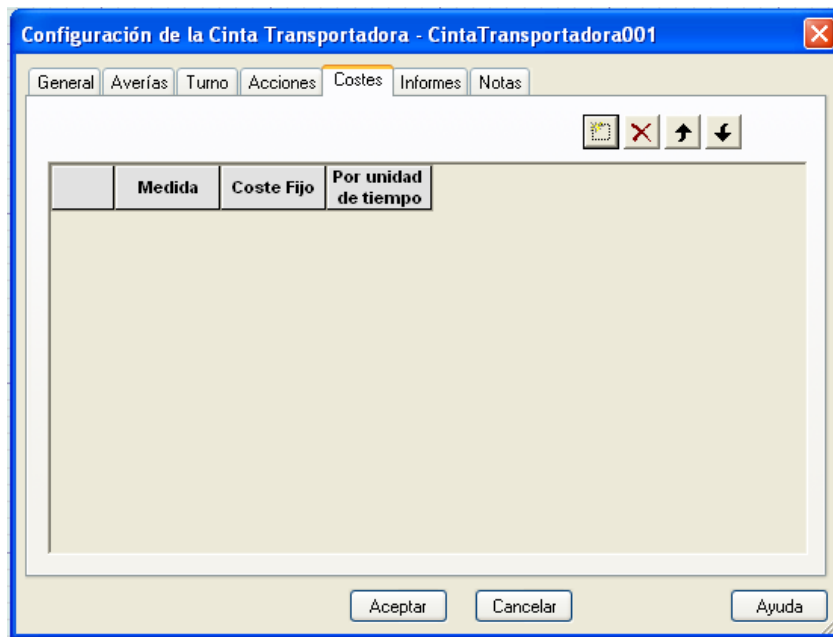 Configuración de la Cinta Transportadora - CintaTransportadora001
General Averías Turno Acciones Costes Informes Notas
Medida Coste Fijo Por unidad
de tiempo
Aceptar Cancelar Ayuda